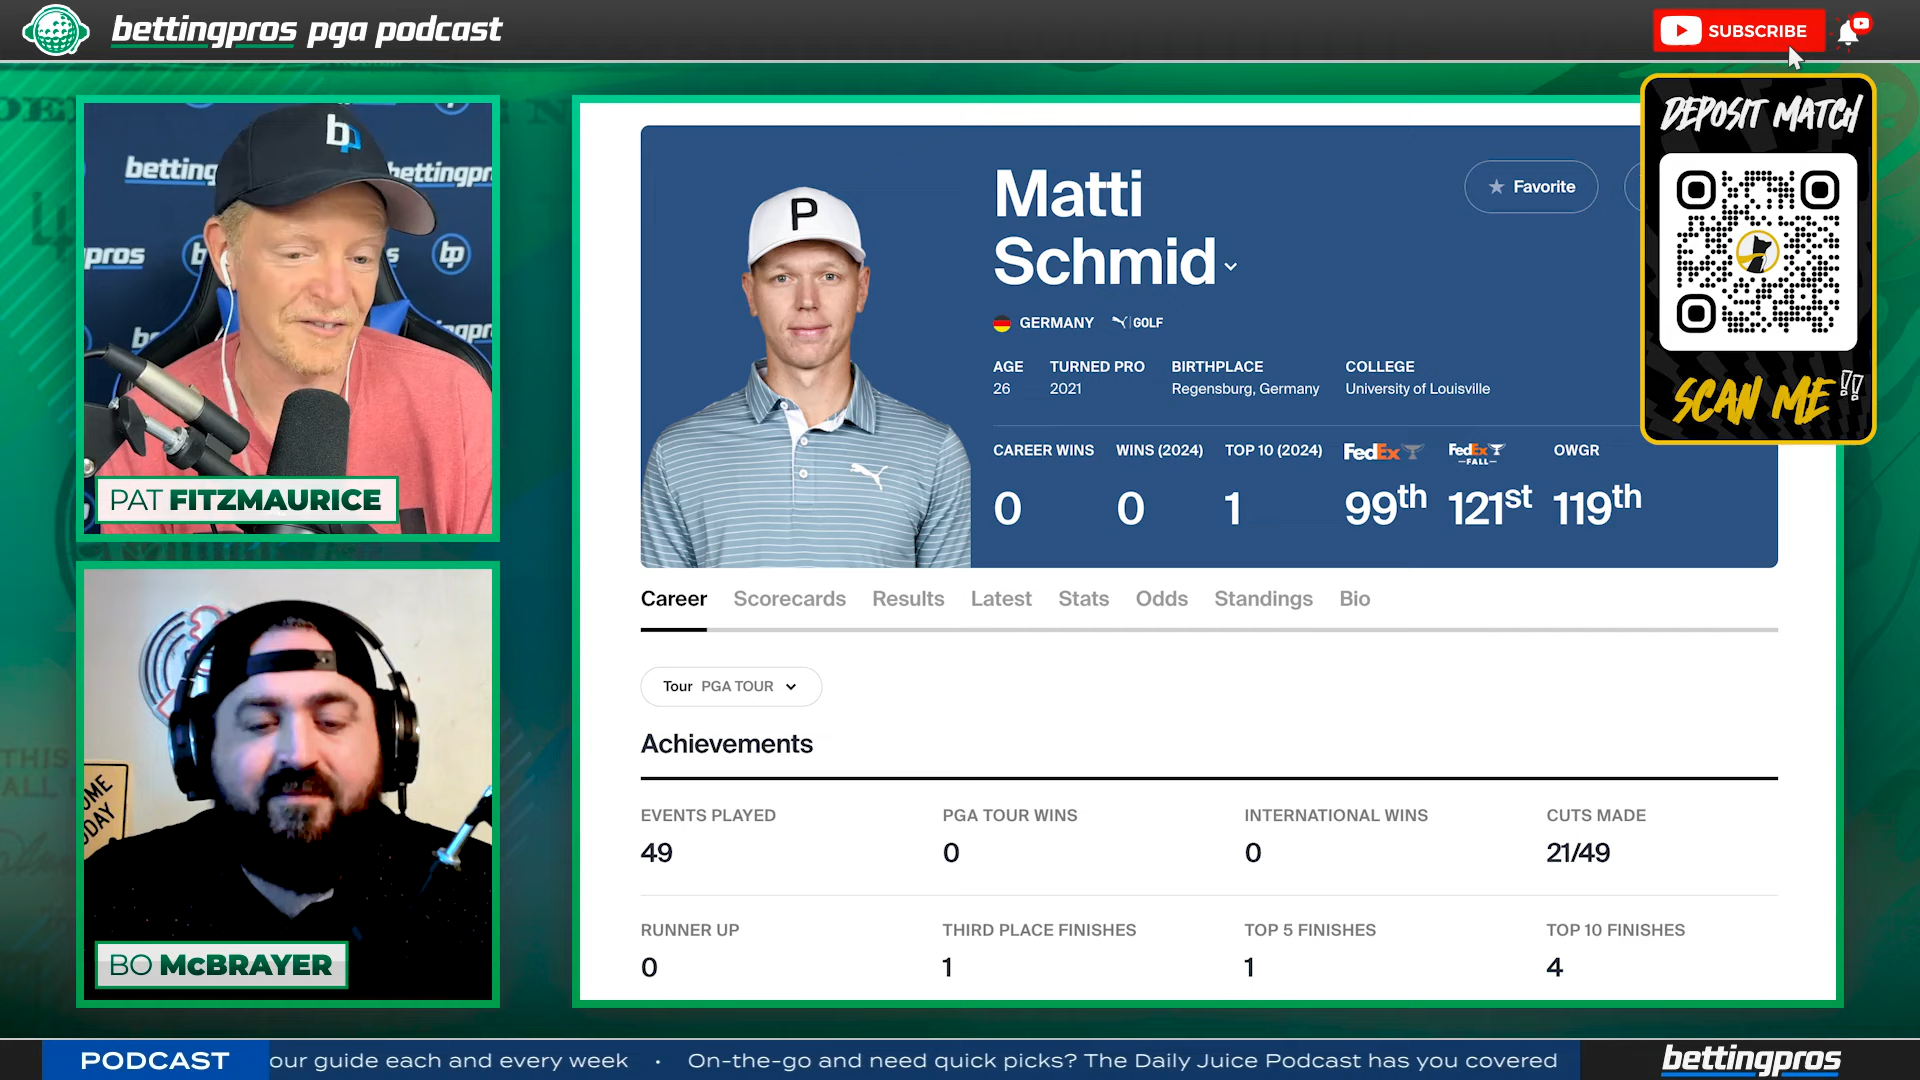 bettingpros pga podcast
SUBSCRIBE
DEPOSIT MATCH
SCAN ME!!
bp
PAT FITZMAURICE
BO McBRAYER
Matti
Schmid
Favorite
GERMANY
GOLF
AGE
TURNED PRO
BIRTHPLACE
COLLEGE
26
2021
Regensburg, Germany
University of Louisville
CAREER WINS
WINS (2024)
TOP 10 (2024)
FedEx
FedEx
FALL
OWGR
0
0
1
99th
121st
119th
P
Career
Scorecards
Results
Latest
Stats
Odds
Standings
Bio
Tour PGA TOUR
Achievements
EVENTS PLAYED
PGA TOUR WINS
INTERNATIONAL WINS
CUTS MADE
49
0
0
21/49
RUNNER UP
THIRD PLACE FINISHES
TOP 5 FINISHES
TOP 10 FINISHES
0
1
1
4
PODCAST
our guide each and every week • On-the-go and need quick picks? The Daily Juice Podcast has you covered
bettingpros